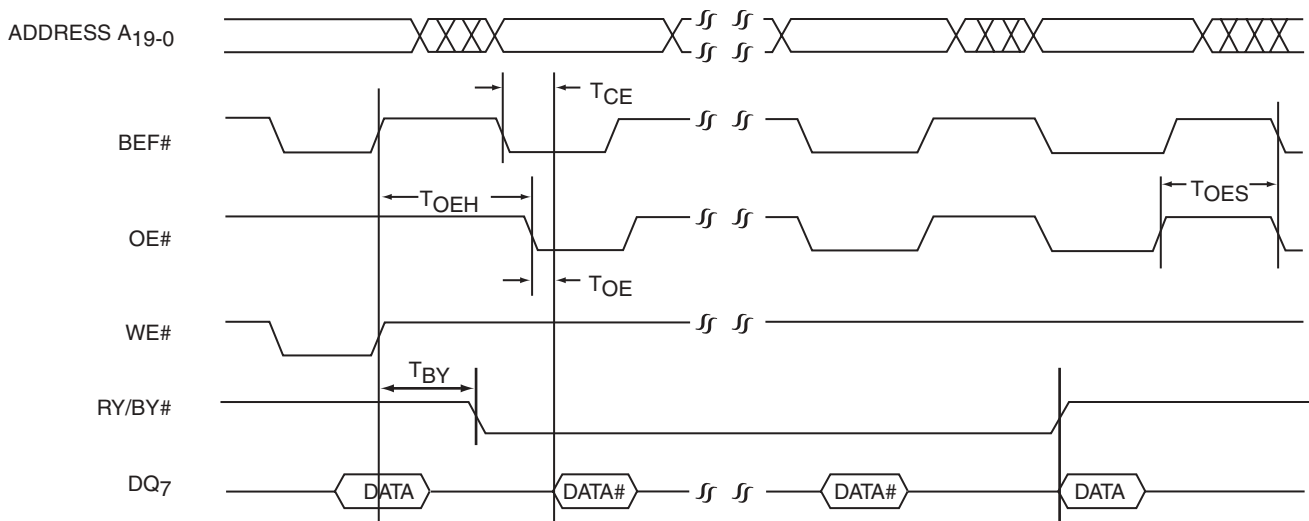 ADDRESS A19-0
TCE
BEF#
TOEH
TOES
OE#
TOE
WE#
TBY
RY/BY#
DQ7
DATA
DATA#
DATA#
DATA